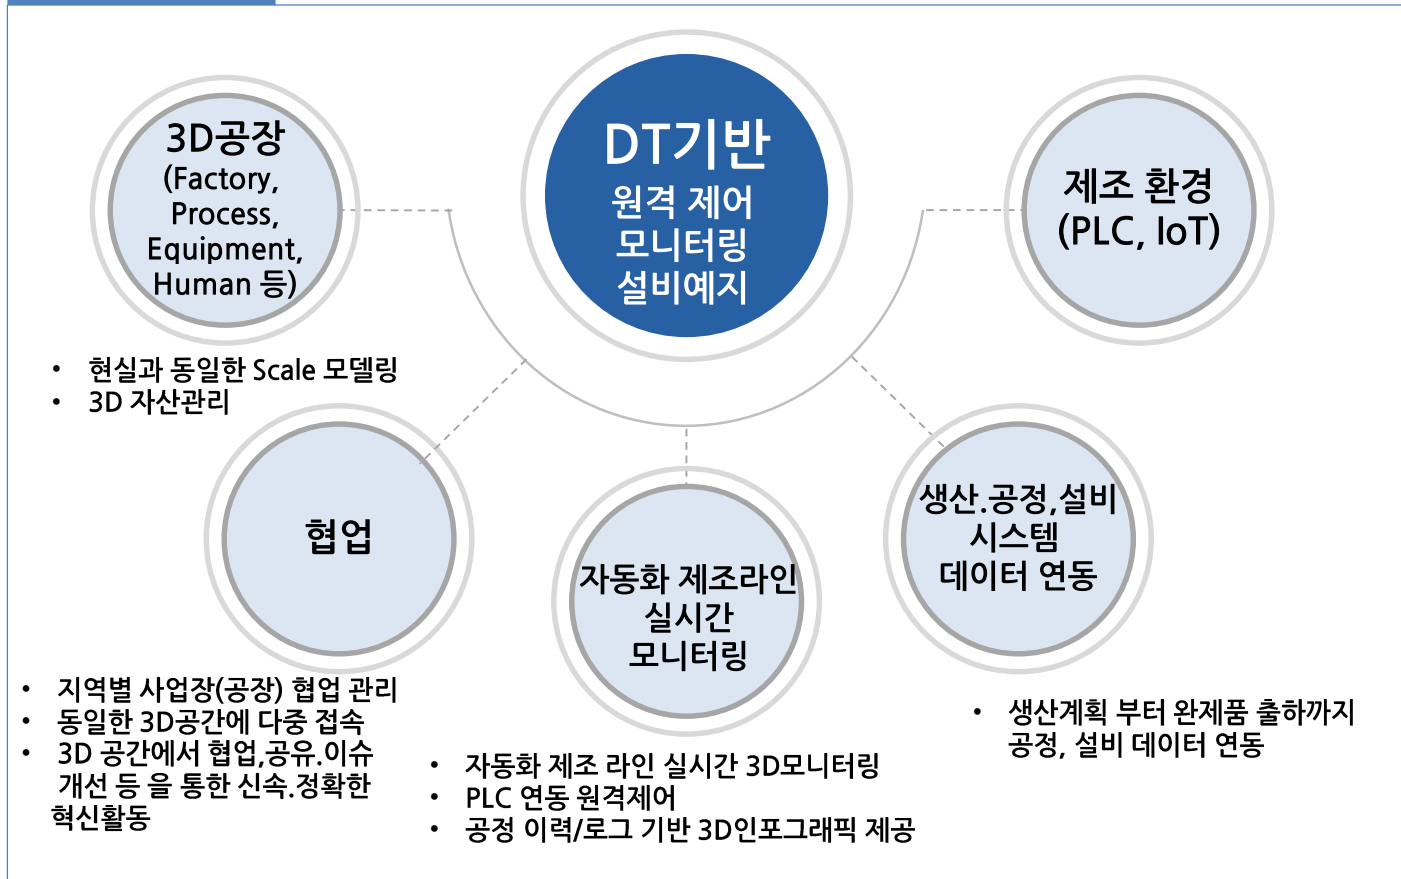 3D공장
(Factory,
Process,
Equipment,
Human 등)
• 현실과 동일한 Scale 모델링
• 3D 자산관리
DT기반
원격 제어
모니터링
설비예지
제조 환경
(PLC, IoT)
협업
• 지역별 사업장(공장) 협업 관리
• 동일한 3D공간에 다중 접속
• 3D 공간에서 협업,공유.이슈
개선 등 을 통한 신속.정확한
혁신활동
자동화 제조라인
실시간
모니터링
• 자동화 제조 라인 실시간 3D모니터링
• PLC 연동 원격제어
• 공정 이력/로그 기반 3D인포그래픽 제공
생산.공정,설비
시스템
데이터 연동
• 생산계획 부터 완제품 출하까지
공정, 설비 데이터 연동